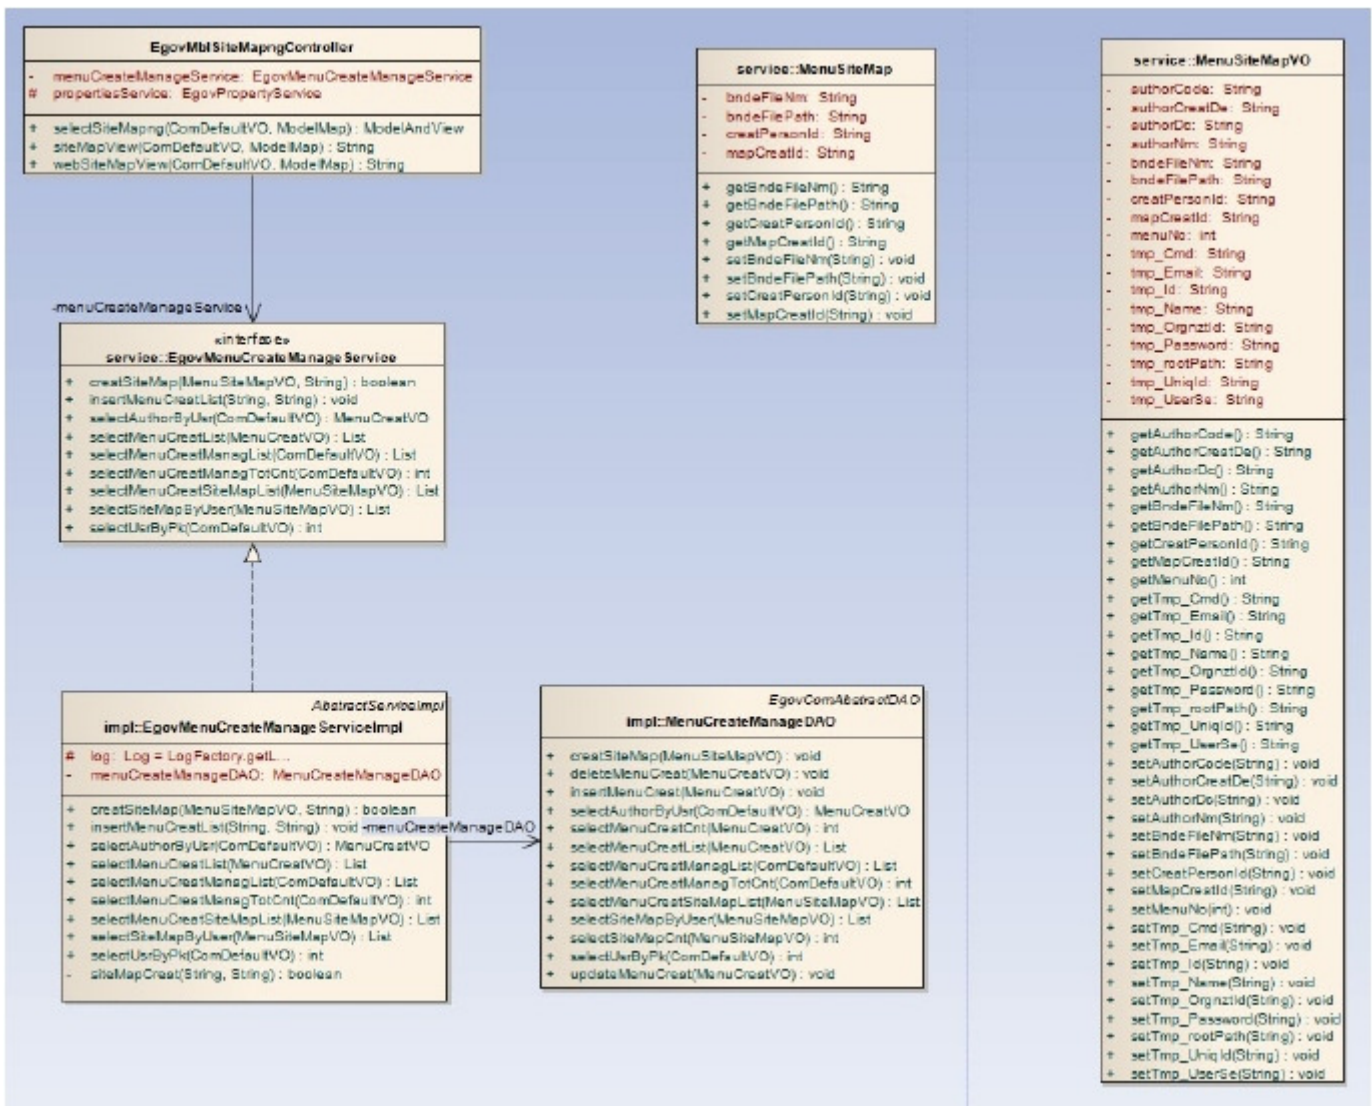 EgovMblSiteMapngController
- menuCreateManageService: EgovMenuCreateManageService
# propertiesService: EgovPropertyService
+ selectSiteMapng(ComDefaultVO, ModelMap) : ModelAndView
+ siteMapView(ComDefaultVO, ModelMap) : String
+ webSiteMapView(ComDefaultVO, ModelMap) : String
-menuCreateManageService
«interface»
service::EgovMenuCreateManageService
+ creatSiteMap(MenuSiteMapVO, String) : boolean
+ insertMenuCreatList(String, String) : void
+ selectAuthorByUsr(ComDefaultVO) : MenuCreatVO
+ selectMenuCreatList(MenuCreatVO) : List
+ selectMenuCreatManagList(ComDefaultVO) : List
+ selectMenuCreatManagTotCnt(ComDefaultVO) : int
+ selectMenuCreatSiteMapList(MenuSiteMapVO) : List
+ selectSiteMapByUser(MenuSiteMapVO) : List
+ selectUsrByPk(ComDefaultVO) : int
AbstractServiceImpl
impl::EgovMenuCreateManageServiceImpl
# log: Log = LogFactory.getL...
- menuCreateManageDAO: MenuCreateManageDAO
+ creatSiteMap(MenuSiteMapVO, String) : boolean
+ insertMenuCreatList(String, String) : void
+ selectAuthorByUsr(ComDefaultVO) : MenuCreatVO
+ selectMenuCreatList(MenuCreatVO) : List
+ selectMenuCreatManagList(ComDefaultVO) : List
+ selectMenuCreatManagTotCnt(ComDefaultVO) : int
+ selectMenuCreatSiteMapList(MenuSiteMapVO) : List
+ selectSiteMapByUser(MenuSiteMapVO) : List
+ selectUsrByPk(ComDefaultVO) : int
- siteMapCreat(String, String) : boolean
-menuCreateManageDAO
EgovComAbstractDAO
impl::MenuCreateManageDAO
+ creatSiteMap(MenuSiteMapVO) : void
+ deleteMenuCreat(MenuCreatVO) : void
+ insertMenuCreat(MenuCreatVO) : void
+ selectAuthorByUsr(ComDefaultVO) : MenuCreatVO
+ selectMenuCreatCnt(MenuCreatVO) : int
+ selectMenuCreatList(MenuCreatVO) : List
+ selectMenuCreatManagList(ComDefaultVO) : List
+ selectMenuCreatManagTotCnt(ComDefaultVO) : int
+ selectMenuCreatSiteMapList(MenuSiteMapVO) : List
+ selectSiteMapByUser(MenuSiteMapVO) : List
+ selectSiteMapCnt(MenuSiteMapVO) : int
+ selectUsrByPk(ComDefaultVO) : int
+ updateMenuCreat(MenuCreatVO) : void
service::MenuSiteMap
- bndeFileNm: String
- bndeFilePath: String
- creatPersonId: String
- mapCreatId: String
+ getBndeFileNm() : String
+ getBndeFilePath() : String
+ getCreatPersonId() : String
+ getMapCreatId() : String
+ setBndeFileNm(String) : void
+ setBndeFilePath(String) : void
+ setCreatPersonId(String) : void
+ setMapCreatId(String) : void
service::MenuSiteMapVO
- authorCode: String
- authorCreatDe: String
- authorDc: String
- authorNm: String
- bndeFileNm: String
- bndeFilePath: String
- creatPersonId: String
- mapCreatId: String
- menuNo: int
- tmp_Cmd: String
- tmp_Email: String
- tmp_Id: String
- tmp_Name: String
- tmp_OrgnztId: String
- tmp_Password: String
- tmp_rootPath: String
- tmp_UniqId: String
- tmp_UserSe: String
+ getAuthorCode() : String
+ getAuthorCreatDe() : String
+ getAuthorDc() : String
+ getAuthorNm() : String
+ getBndeFileNm() : String
+ getBndeFilePath() : String
+ getCreatPersonId() : String
+ getMapCreatId() : String
+ getMenuNo() : int
+ getTmp_Cmd() : String
+ getTmp_Email() : String
+ getTmp_Id() : String
+ getTmp_Name() : String
+ getTmp_OrgnztId() : String
+ getTmp_Password() : String
+ getTmp_rootPath() : String
+ getTmp_UniqId() : String
+ getTmp_UserSe() : String
+ setAuthorCode(String) : void
+ setAuthorCreatDe(String) : void
+ setAuthorDc(String) : void
+ setAuthorNm(String) : void
+ setBndeFileNm(String) : void
+ setBndeFilePath(String) : void
+ setCreatPersonId(String) : void
+ setMapCreatId(String) : void
+ setMenuNo(int) : void
+ setTmp_Cmd(String) : void
+ setTmp_Email(String) : void
+ setTmp_Id(String) : void
+ setTmp_Name(String) : void
+ setTmp_OrgnztId(String) : void
+ setTmp_Password(String) : void
+ setTmp_rootPath(String) : void
+ setTmp_UniqId(String) : void
+ setTmp_UserSe(String) : void